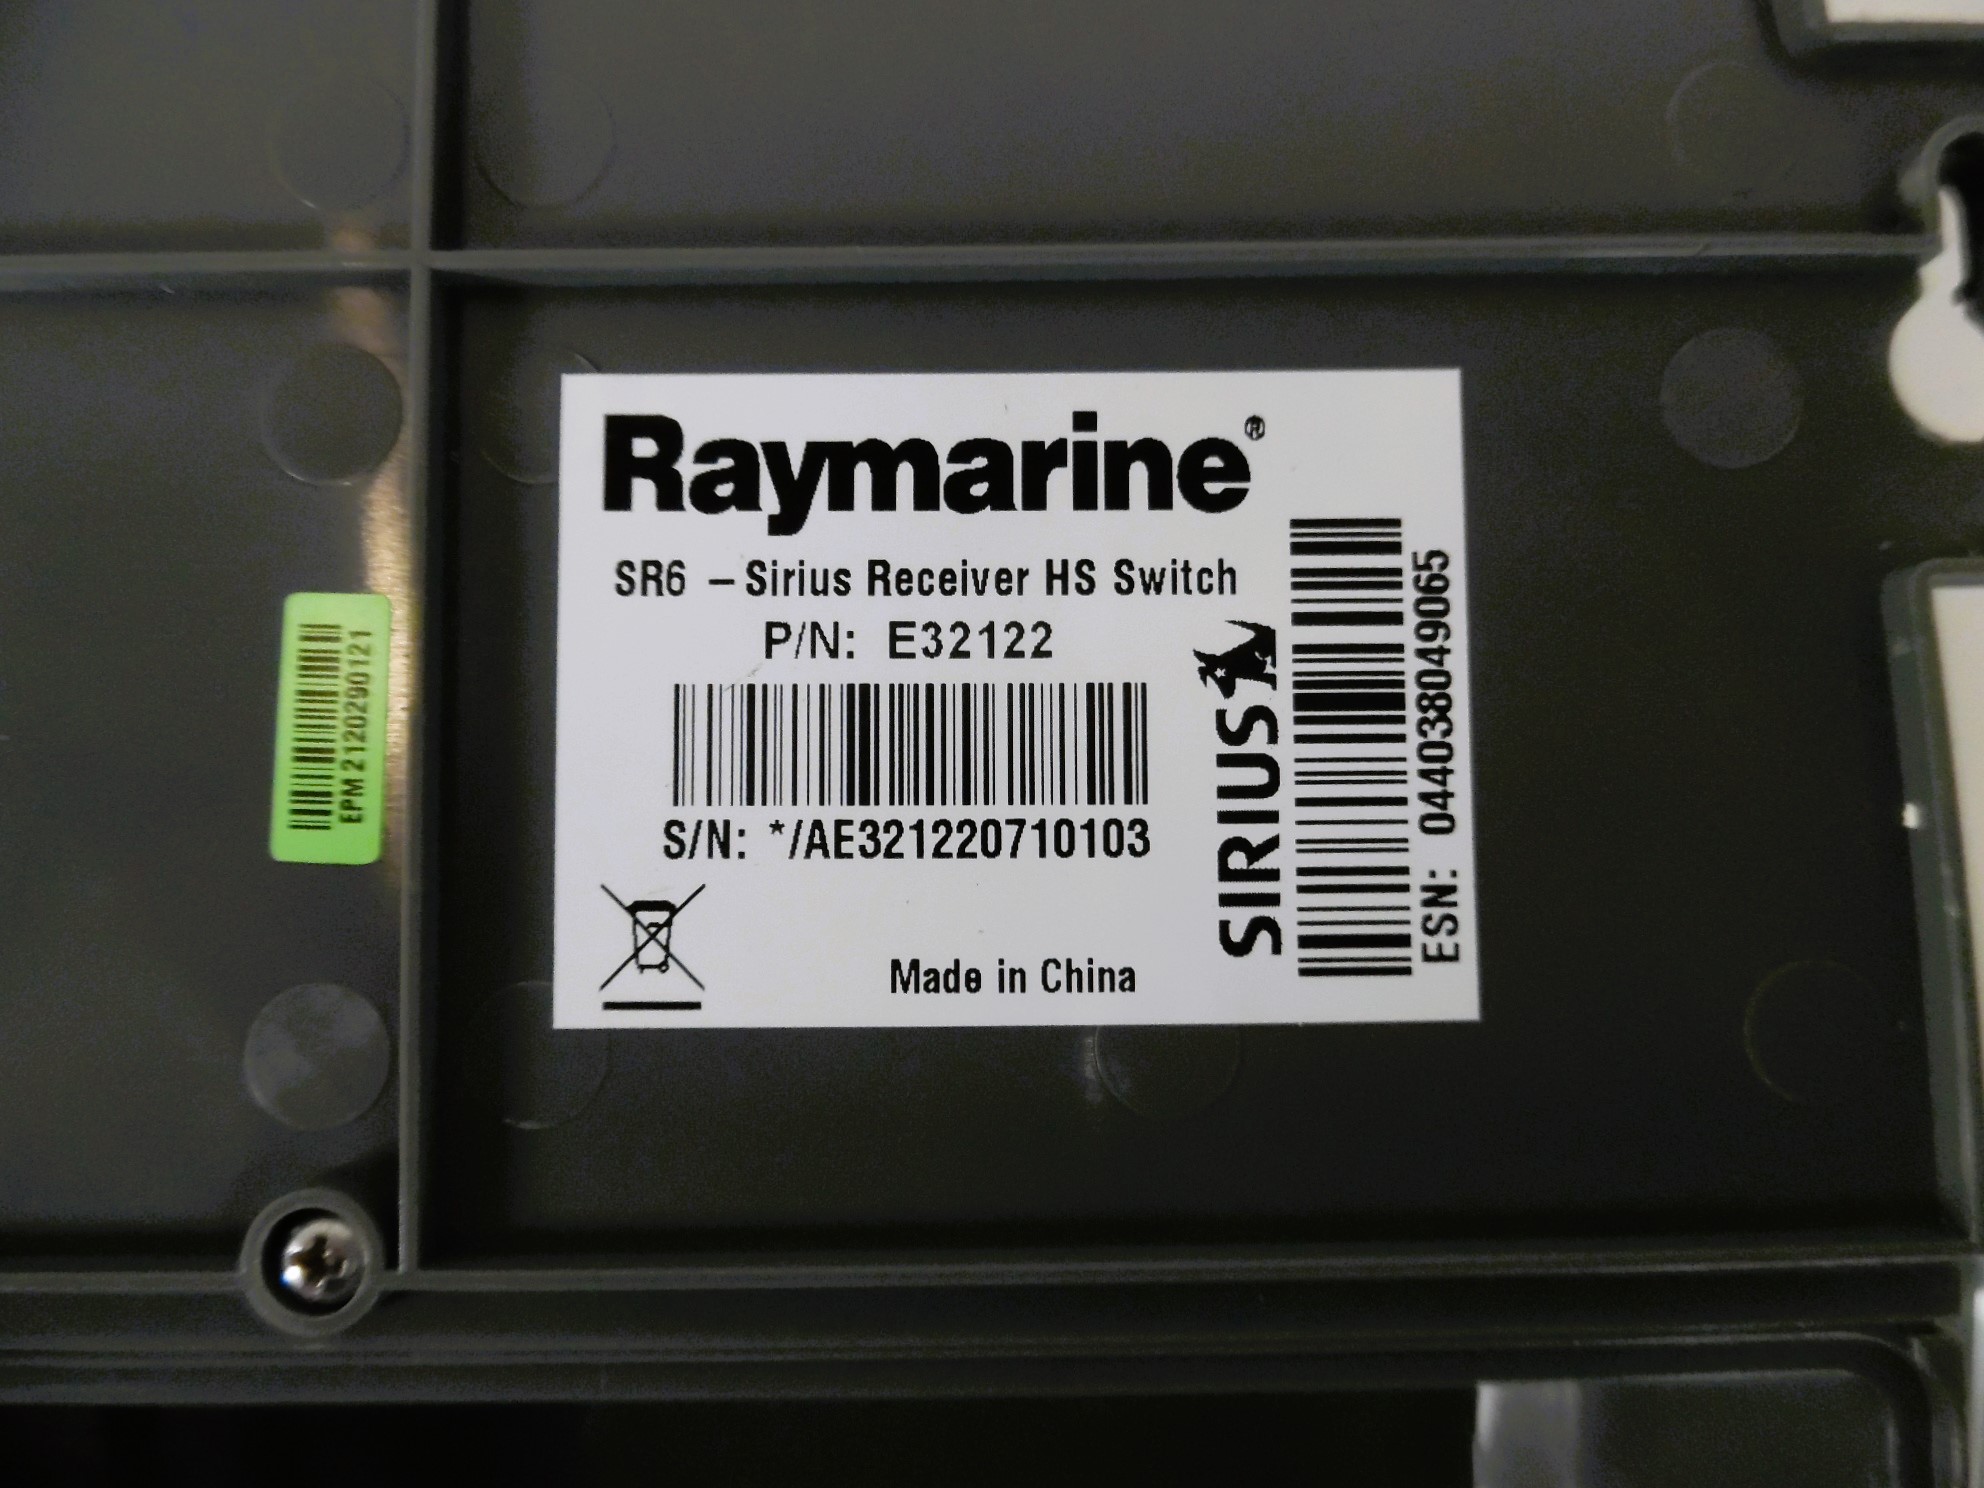 Raymarine®
SR6 – Sirius Receiver HS Switch
P/N: E32122
S/N: */AE321220710103
Made in China
SIRIUS
ESN: 044038049065
EPM 2120290121